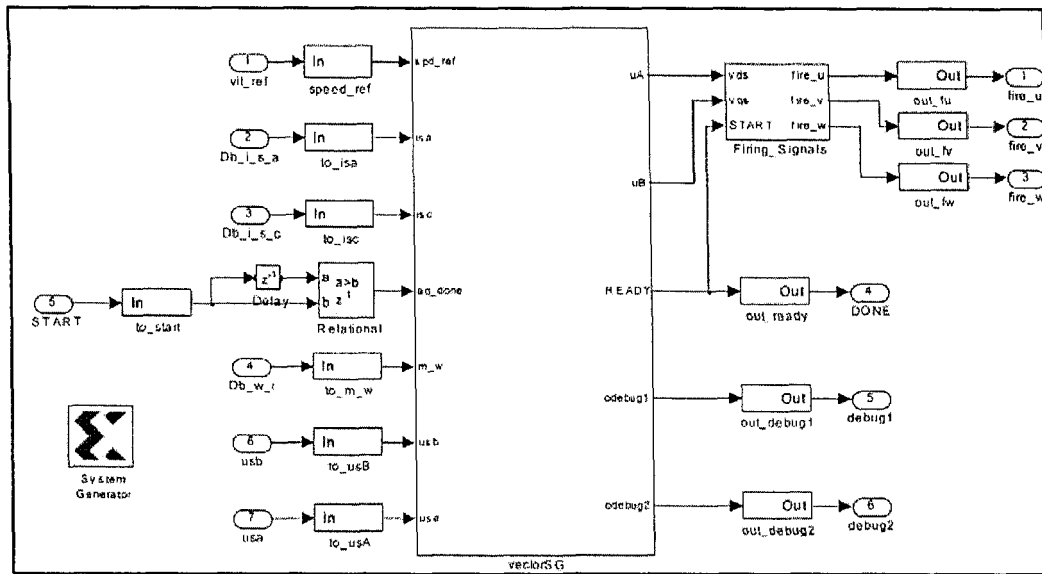 1 In spd_ref
vit_ref speed_ref
uA vds fire_u Out 1
out_fu fire_u
2 In isa
Db_i_s_a to_isa
vqs fire_v Out 2
out_fv fire_v
START fire_w
Firing_Signals
uB Out 3
out_fw fire_w
3 In isc
Db_i_s_c to_isc
z-1 a a>b
Delay b z-1 ad_done
5 In
START to_start Relational
READY Out 4
out_ready DONE
4 In m_w
Db_w_r to_m_w
odebug1 Out 5
out_debug1 debug1
6 In usb
usb to_usB
System
Generator
7 In usa
usa to_usA
odebug2 Out 6
out_debug2 debug2
vectorSG